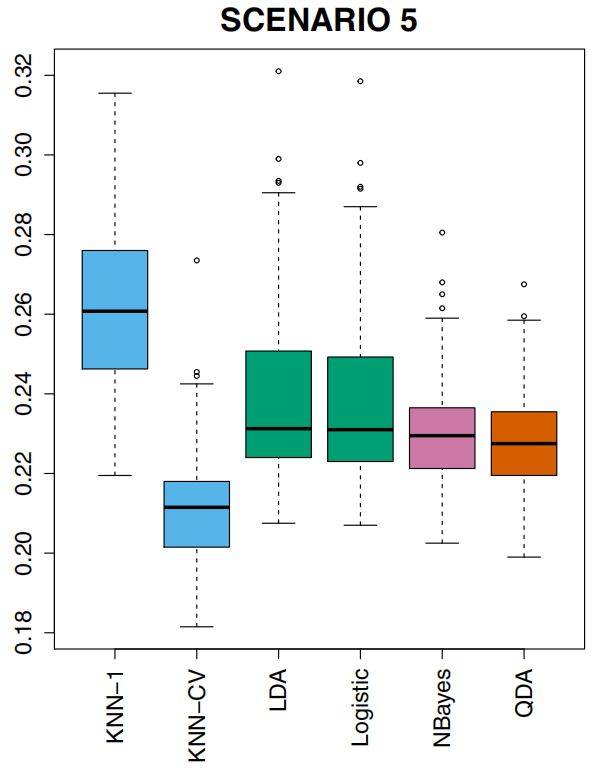 SCENARIO 5
0.32
0.30
0.28
0.26
0.24
0.22
0.20
0.18
KNN−1
KNN−CV
LDA
Logistic
NBayes
QDA